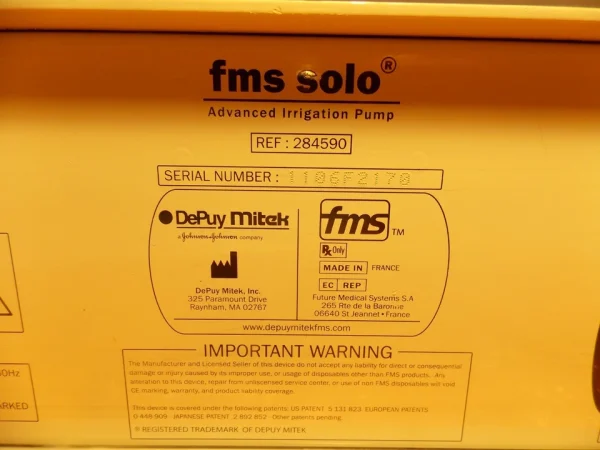 fms solo®
Advanced Irrigation Pump
REF : 284590
SERIAL NUMBER : 1106F2170
DePuy Mitek
a Johnson & Johnson company
DePuy Mitek, Inc.
325 Paramount Drive
Raynham, MA 02767
fms TM
Rx Only
MADE IN FRANCE
EC REP
Future Medical Systems S.A
265 Rte de la Baronne
06640 St Jeannet • France
www.depuymitekfms.com
IMPORTANT WARNING
The Manufacturer and Licensed Seller of this device do not accept any liability for direct or consequential
damage or injury caused by its improper use, or usage of disposables other than FMS products. Any
alteration to this device, repair from unlicensed service center, or use of non FMS disposables will void
CE marking, warranty, and product liability coverage.
This device is covered under the following patents: US PATENT 5 131 823 EUROPEAN PATENTS
0 448 909 - JAPANESE PATENT 2 892 852 - Other patents pending.
® REGISTERED TRADEMARK OF DEPUY MITEK
0Hz
ARKED